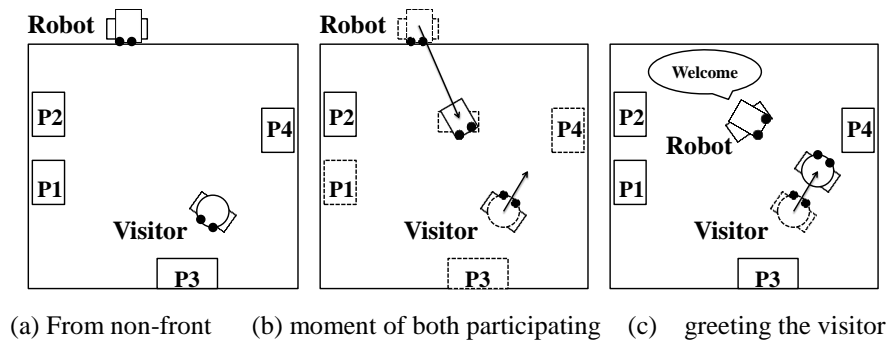 Robot
P2
P4
P1
Visitor
P3
Robot
P2
P4
P1
Visitor
P3
Welcome
P2
P4
Robot
P1
Visitor
P3
(a) From non-front
(b) moment of both participating
(c) greeting the visitor